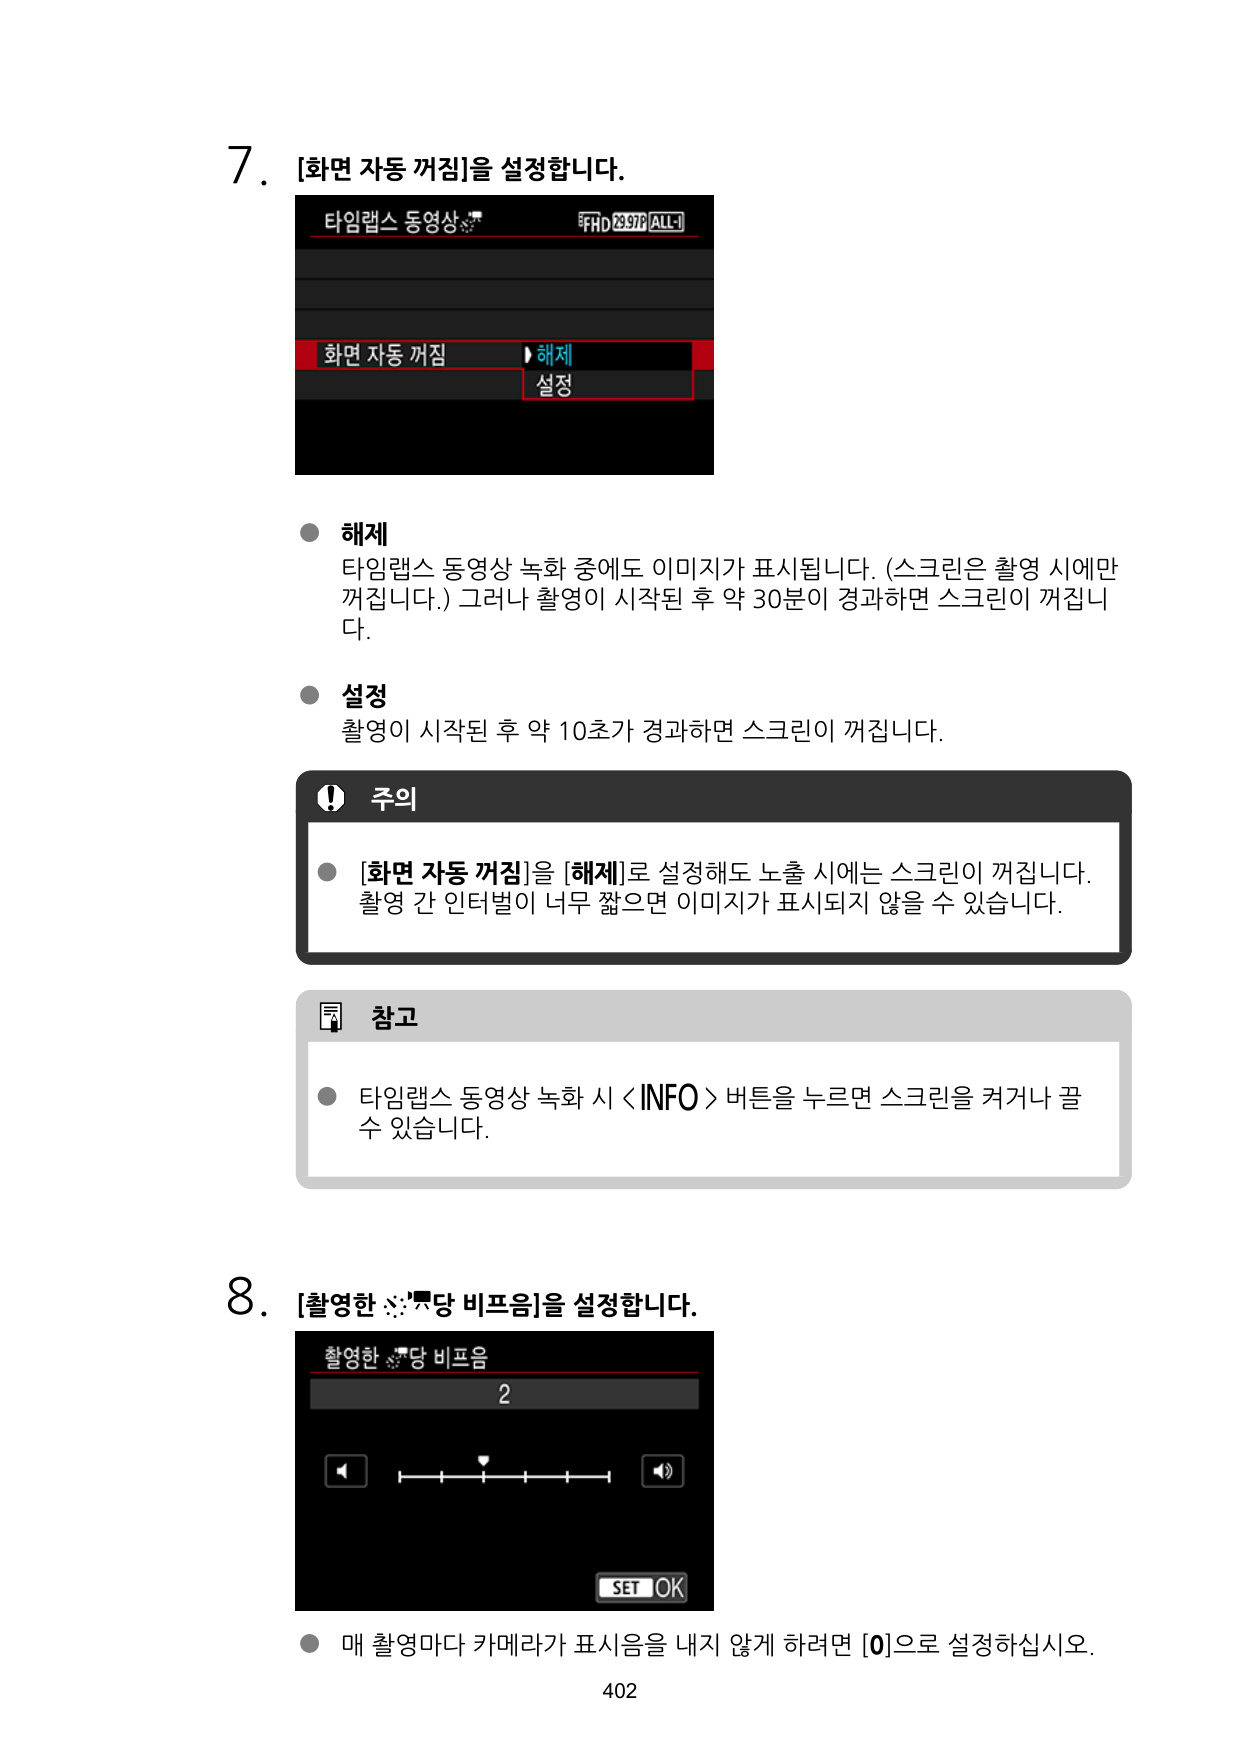 7. [화면 자동 꺼짐]을 설정합니다.
타임랩스 동영상 FHD 29.97P ALL-I
화면 자동 꺼짐 해제
설정
● 해제
타임랩스 동영상 녹화 중에도 이미지가 표시됩니다. (스크린은 촬영 시에만
꺼집니다.) 그러나 촬영이 시작된 후 약 30분이 경과하면 스크린이 꺼집니
다.
● 설정
촬영이 시작된 후 약 10초가 경과하면 스크린이 꺼집니다.
주의
● [화면 자동 꺼짐]을 [해제]로 설정해도 노출 시에는 스크린이 꺼집니다.
촬영 간 인터벌이 너무 짧으면 이미지가 표시되지 않을 수 있습니다.
참고
● 타임랩스 동영상 녹화 시 <INFO> 버튼을 누르면 스크린을 켜거나 끌
수 있습니다.
8. [촬영한 당 비프음]을 설정합니다.
촬영한 당 비프음
2
SET OK
● 매 촬영마다 카메라가 표시음을 내지 않게 하려면 [0]으로 설정하십시오.
402